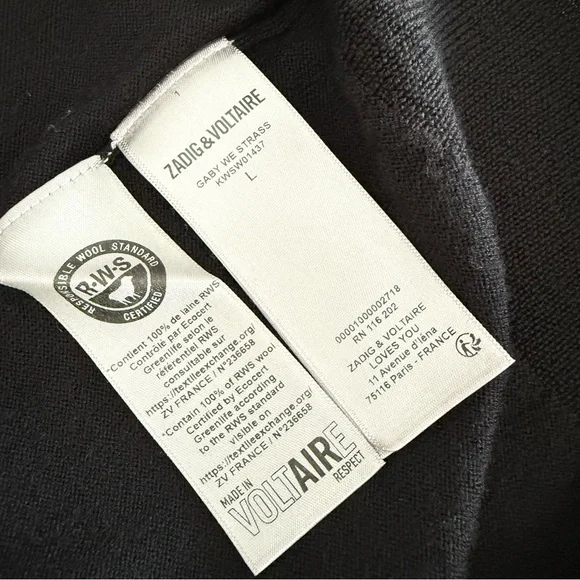 ZADIG&VOLTAIRE
GABY WE STRASS
KWSW01437
L
00001000002718
RN 116 202
ZADIG & VOLTAIRE
LOVES YOU
11 Avenue d'Iéna
75116 Paris - FRANCE
RESPONSIBLE WOOL STANDARD
R•W•S
CERTIFIED
*Contient 100% de laine RWS
Contrôlé par Ecocert
Greenlife selon le
référentiel RWS
consultable sur
https://textileexchange.org/
ZV FRANCE / N°236658
*Contain 100% of RWS wool
Certified by Ecocert
Greenlife according
to the RWS standard
visible on
https://textileexchange.org/
ZV FRANCE / N°236658
MADE IN
VOLTAIRE
RESPECT